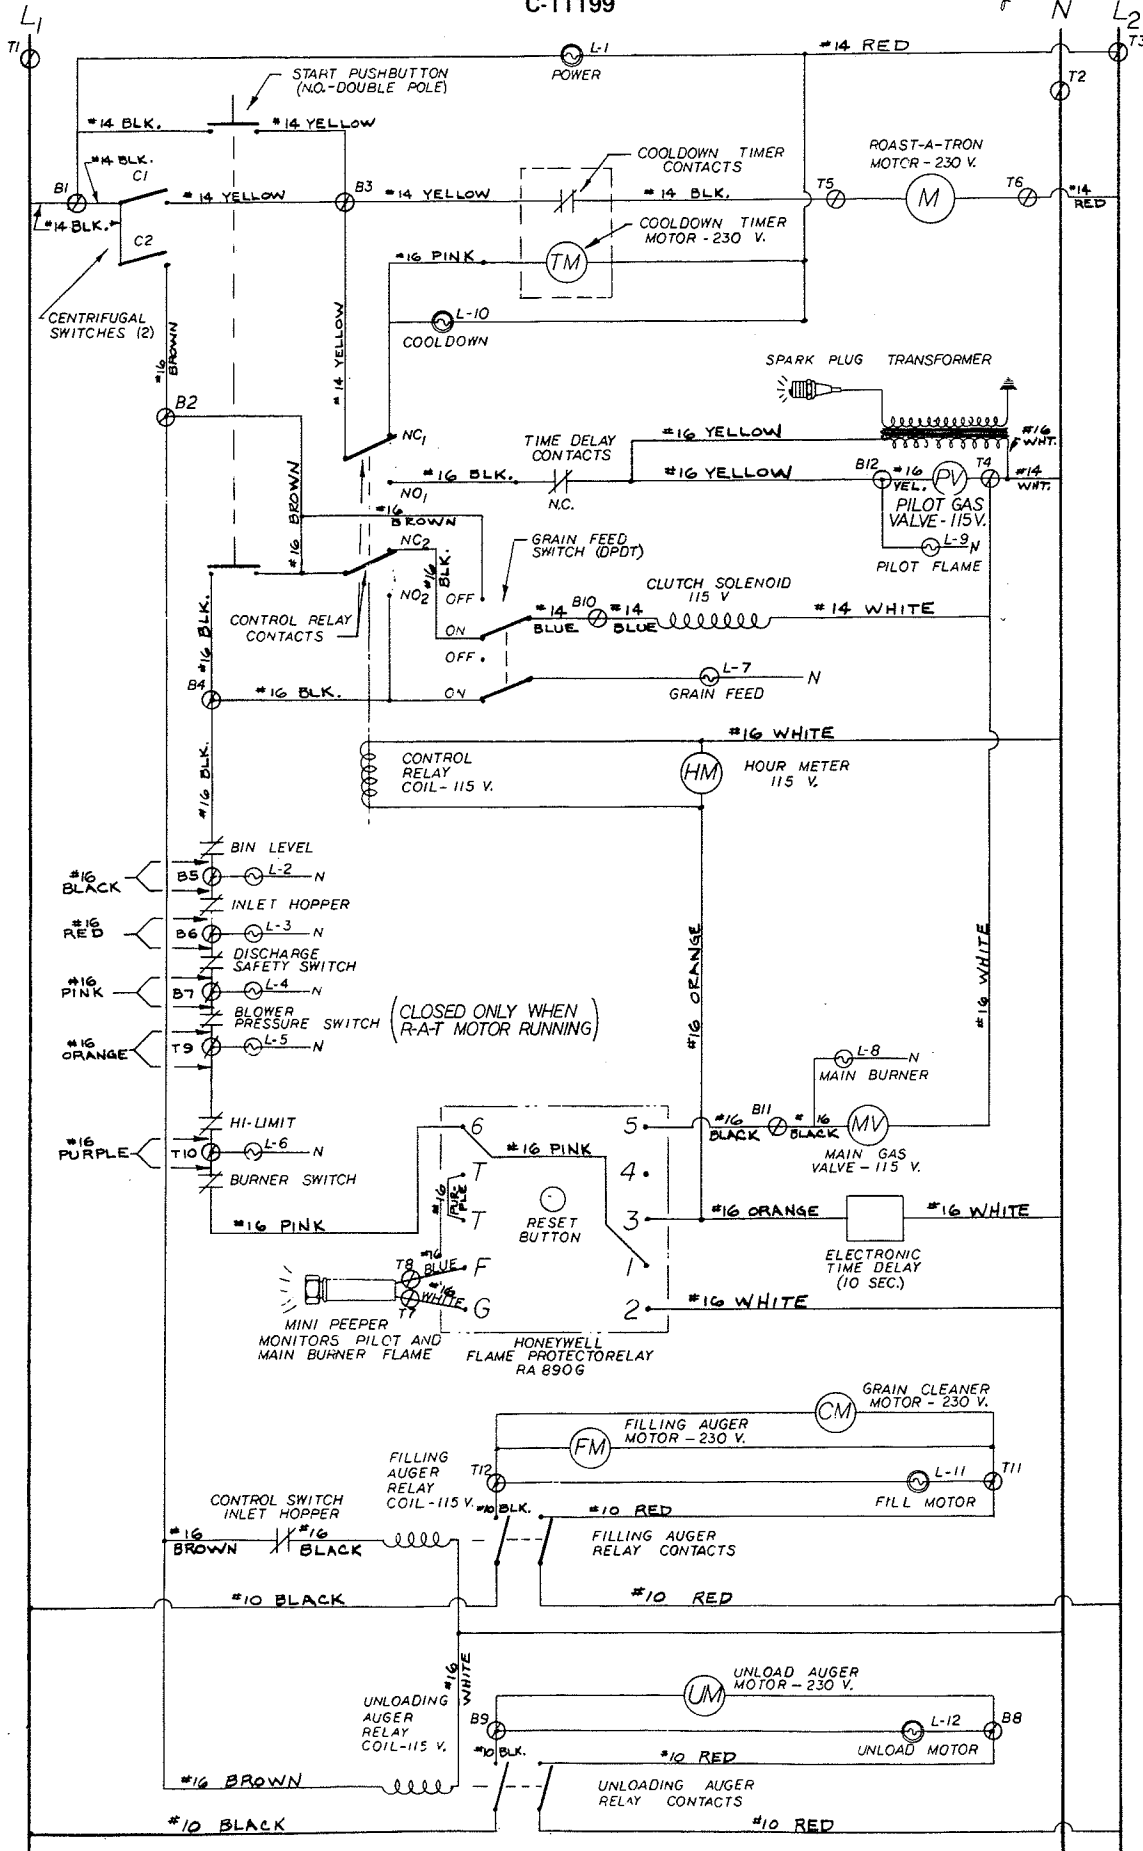 C-11199
L1
N
L2
T1
T3
L-1
POWER
#14 RED
T2
START PUSHBUTTON
(N.O.-DOUBLE POLE)
#14 BLK.
#14 YELLOW
#14 BLK.
C1
B1
#14 YELLOW
B3
#14 YELLOW
COOLDOWN TIMER
CONTACTS
#14 BLK.
T5
ROAST-A-TRON
MOTOR - 230 V.
M
T6
#14
RED
#14 BLK.
C2
COOLDOWN TIMER
MOTOR - 230 V.
#16 PINK
TM
CENTRIFUGAL
SWITCHES (2)
#16
BROWN
#14 YELLOW
L-10
COOLDOWN
SPARK PLUG TRANSFORMER
B2
NC1
TIME DELAY
CONTACTS
#16 YELLOW
#16
WHT.
#16 BLK.
N.C.
#16 YELLOW
B12
#16
YEL.
PV
T4
#14
WHT.
NO1
PILOT GAS
VALVE-115V.
#16 BROWN
#16
BROWN
L-9
N
PILOT FLAME
NC2
#16
BLK.
GRAIN FEED
SWITCH (DPDT)
NO2
OFF
CLUTCH SOLENOID
115 V
#14
BLUE
B10
#14
BLUE
#14 WHITE
CONTROL RELAY
CONTACTS
ON
OFF
#16 BLK.
L-7
N
GRAIN FEED
B4
#16 BLK.
ON
#16 WHITE
#16 BLK.
CONTROL
RELAY
COIL-115 V.
HM
HOUR METER
115 V.
BIN LEVEL
#16
BLACK
B5
L-2
N
INLET HOPPER
#16
RED
B6
L-3
N
DISCHARGE
SAFETY SWITCH
#16
PINK
B7
L-4
N
BLOWER
PRESSURE SWITCH
(CLOSED ONLY WHEN
R-A-T MOTOR RUNNING)
#16
ORANGE
T9
L-5
N
#16 ORANGE
#16 WHITE
L-8
N
MAIN BURNER
HI-LIMIT
#16
PURPLE
T10
L-6
N
BURNER SWITCH
6
#16 PINK
5
#16
BLACK
B11
#16
BLACK
MV
MAIN GAS
VALVE-115 V.
T
4
#16
PUR-
PLE
T
RESET
BUTTON
3
#16 ORANGE
#16 WHITE
#16 PINK
ELECTRONIC
TIME DELAY
(10 SEC.)
T8
#16
BLUE
F
1
#16
WHITE
T7
G
2
#16 WHITE
MINI PEEPER
MONITORS PILOT AND
MAIN BURNER FLAME
HONEYWELL
FLAME PROTECTORELAY
RA 890G
GRAIN CLEANER
MOTOR - 230 V.
CM
FILLING AUGER
MOTOR - 230 V.
FM
FILLING
AUGER
RELAY
COIL-115 V.
T12
L-11
T11
FILL MOTOR
CONTROL SWITCH
INLET HOPPER
#10 BLK.
#10 RED
#16
BROWN
#16
BLACK
FILLING AUGER
RELAY CONTACTS
#10 BLACK
#10 RED
#16
WHITE
UNLOAD AUGER
MOTOR - 230 V.
UM
UNLOADING
AUGER
RELAY
COIL-115 V.
B9
L-12
B8
UNLOAD MOTOR
#10 BLK.
#10 RED
#16 BROWN
UNLOADING AUGER
RELAY CONTACTS
#10 BLACK
#10 RED